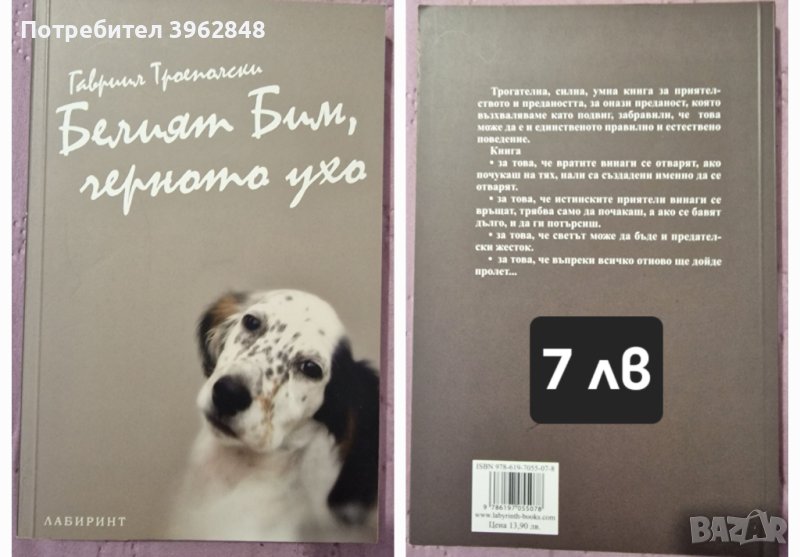 Потребител 3962848
Гавриил Троеполски
Белият Бим,
черното ухо
ЛАБИРИНТ
Трогателна, силна, умна книга за приятел-
ството и предаността, за онази преданост, която
възхваляваме като подвиг, забравили, че това
може да е и единственото правилно и естествено
поведение.
Книга
• за това, че вратите винаги се отварят, ако
почукаш на тях, нали са създадени именно да се
отварят.
• за това, че истинските приятели винаги се
връщат, трябва само да почакаш, а ако се бавят
дълго, и да ги потърсиш.
• за това, че светът може да бъде и предател-
ски жесток.
• за това, че въпреки всичко отново ще дойде
пролет...
7 лв
ISBN 978-619-7055-07-8
9 786197 055078
www.labyrinth-books.com
Цена 13,90 лв.
BAZAR